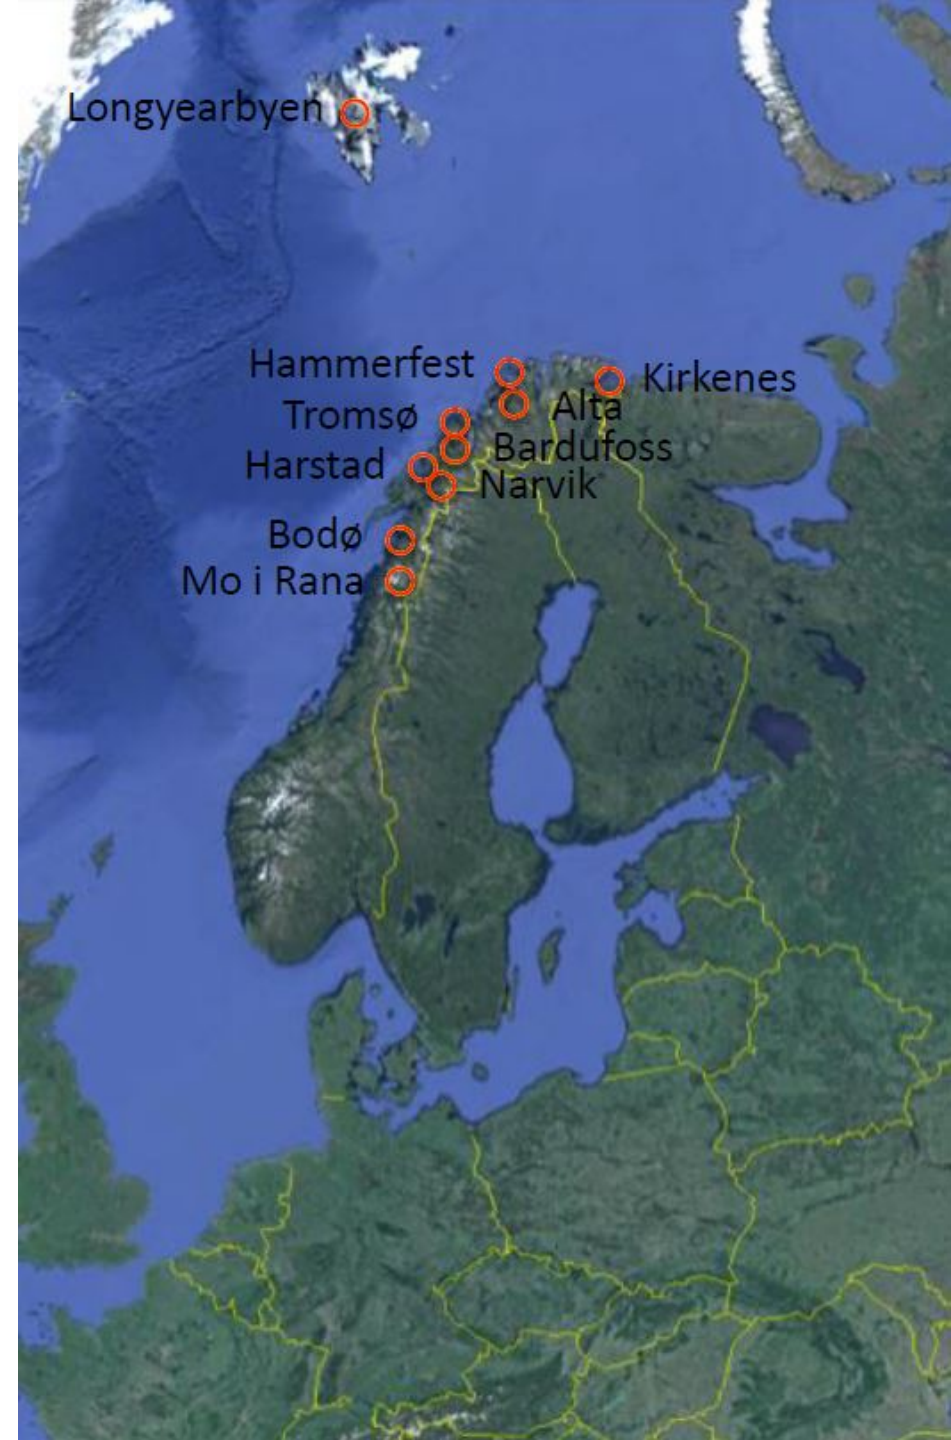 Longyearbyen
Hammerfest
Kirkenes
Alta
Tromsø
Bardufoss
Harstad
Narvik
Bodø
Mo i Rana